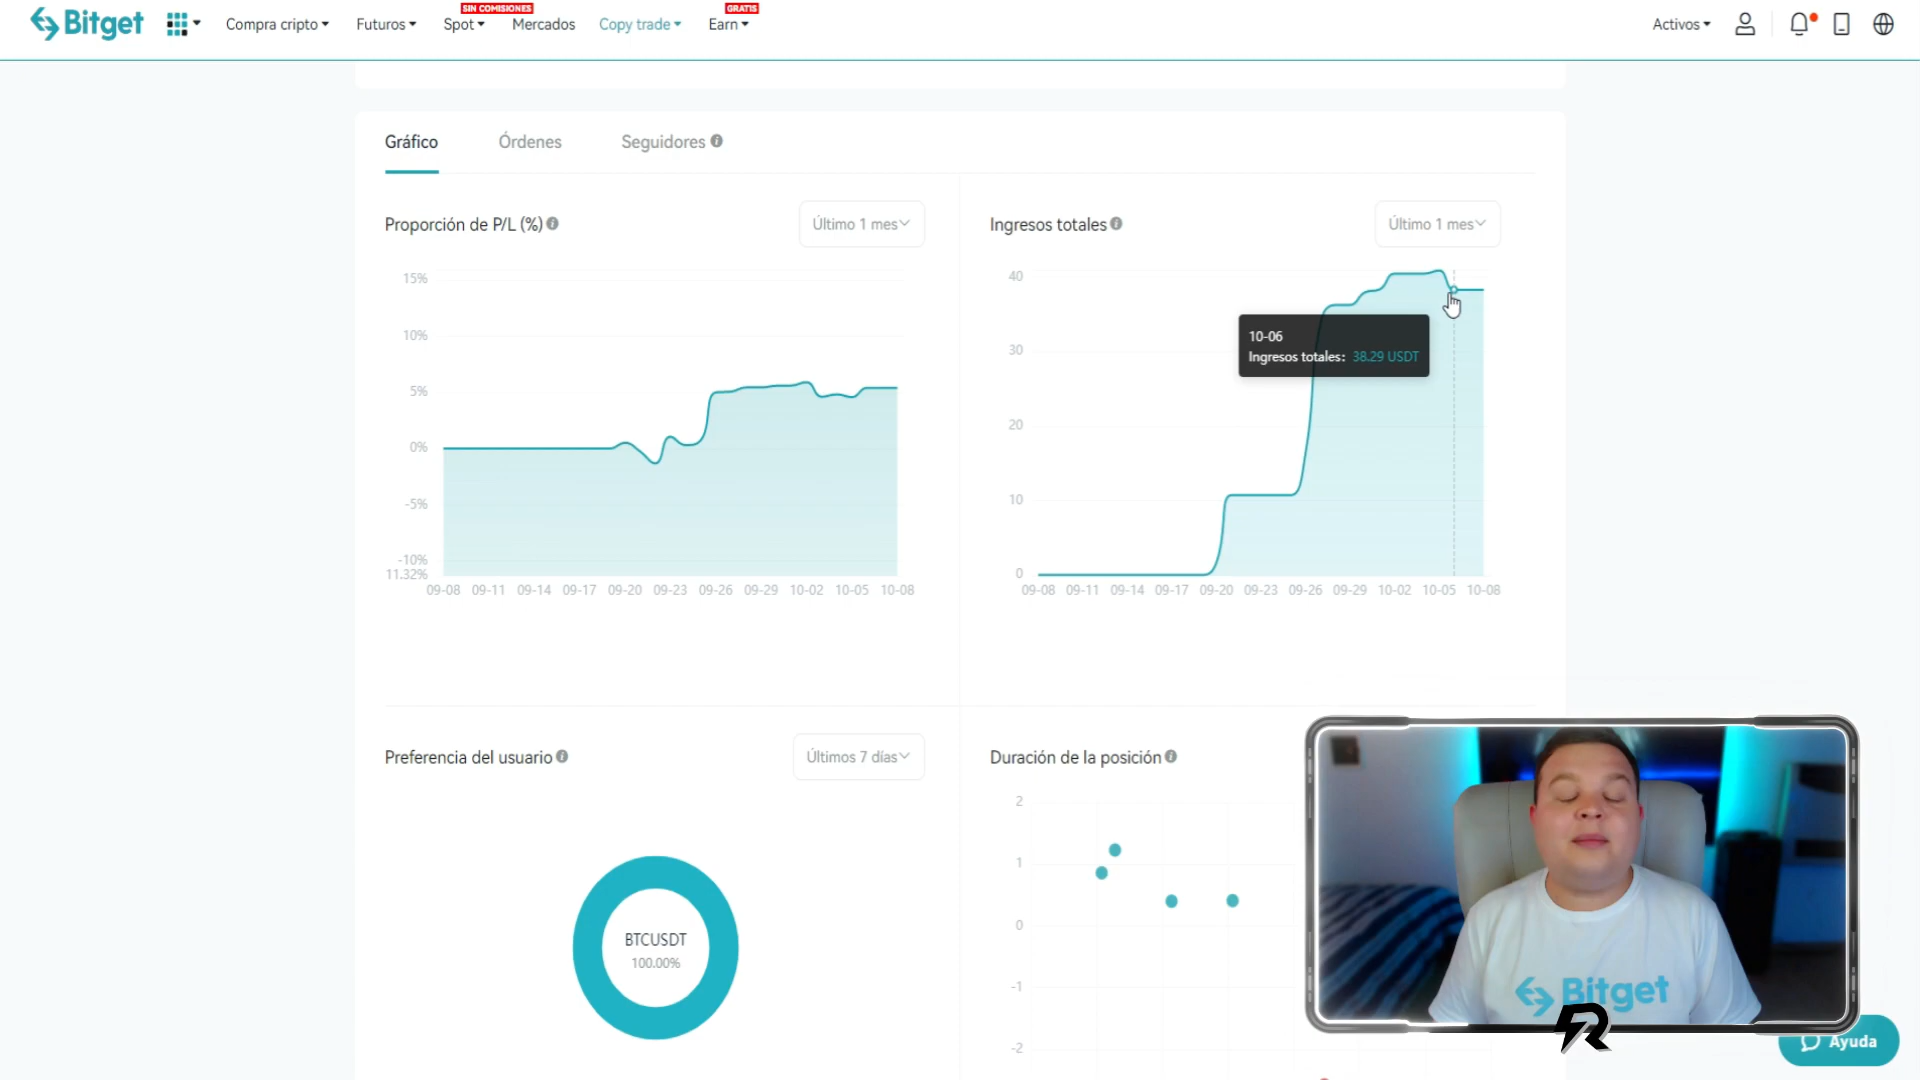 Bitget
Compra cripto
Futuros
SIN COMISIONES
Spot
Mercados
Copy trade
GRATIS
Earn
Activos
Gráfico
Órdenes
Seguidores
Proporción de P/L (%)
Último 1 mes
15%
10%
5%
0%
-5%
-10%
11.32%
09-08 09-11 09-14 09-17 09-20 09-23 09-26 09-29 10-02 10-05 10-08
Ingresos totales
Último 1 mes
40
30
20
10
0
10-06
Ingresos totales: 38.29 USDT
09-08 09-11 09-14 09-17 09-20 09-23 09-26 09-29 10-02 10-05 10-08
Preferencia del usuario
Últimos 7 días
BTCUSDT
100.00%
Duración de la posición
2
1
0
-1
-2
Bitget
R
Ayuda